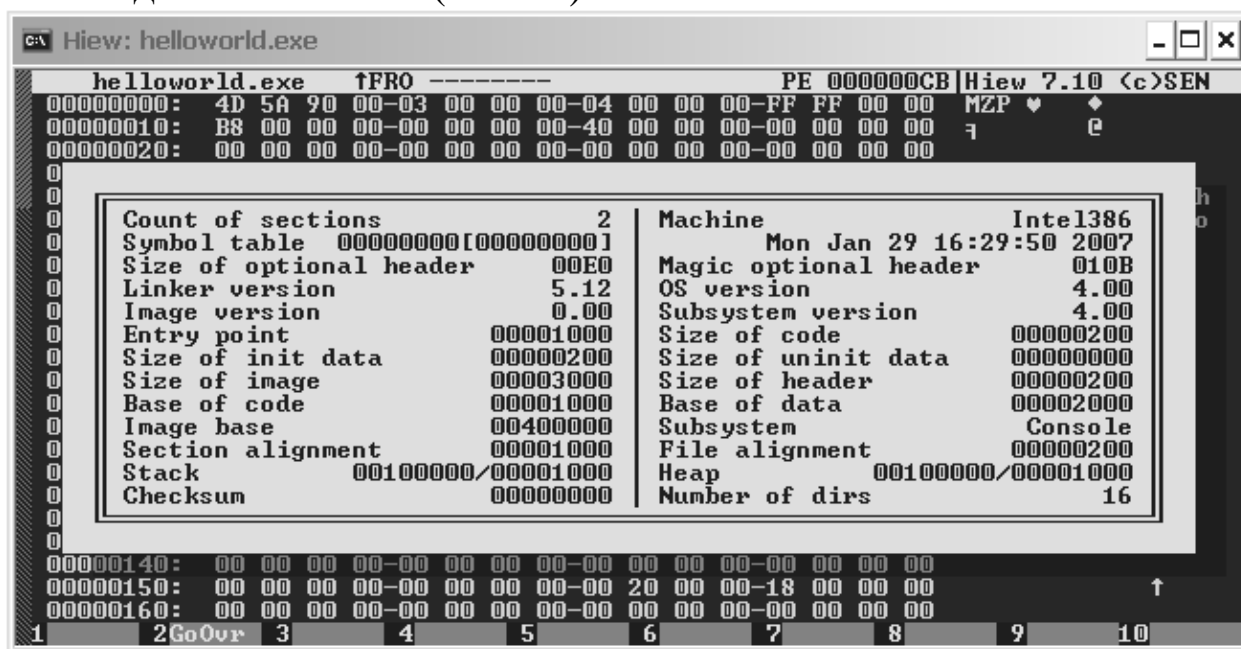 Hiew: helloworld.exe
helloworld.exe ↑FRO -------- PE 000000CB|Hiew 7.10 (c)SEN
00000000: 4D 5A 90 00-03 00 00 00-04 00 00 00-FF FF 00 00 MZP ♥ ♦
00000010: B8 00 00 00-00 00 00 00-40 00 00 00-00 00 00 00 ╕ @
00000020: 00 00 00 00-00 00 00 00-00 00 00 00-00 00 00 00
Count of sections 2 | Machine Intel386
Symbol table 00000000[00000000] | Mon Jan 29 16:29:50 2007
Size of optional header 00E0 | Magic optional header 010B
Linker version 5.12 | OS version 4.00
Image version 0.00 | Subsystem version 4.00
Entry point 00001000 | Size of code 00000200
Size of init data 00000200 | Size of uninit data 00000000
Size of image 00003000 | Size of header 00000200
Base of code 00001000 | Base of data 00002000
Image base 00400000 | Subsystem Console
Section alignment 00001000 | File alignment 00000200
Stack 00100000/00001000 | Heap 00100000/00001000
Checksum 00000000 | Number of dirs 16
00000140: 00 00 00 00-00 00 00 00-00 00 00 00-00 00 00 00
00000150: 00 00 00 00-00 00 00 00-20 00 00 00-18 00 00 00 ↑
00000160: 00 00 00 00-00 00 00 00-00 00 00 00-00 00 00 00
1 2GoOvr 3 4 5 6 7 8 9 10